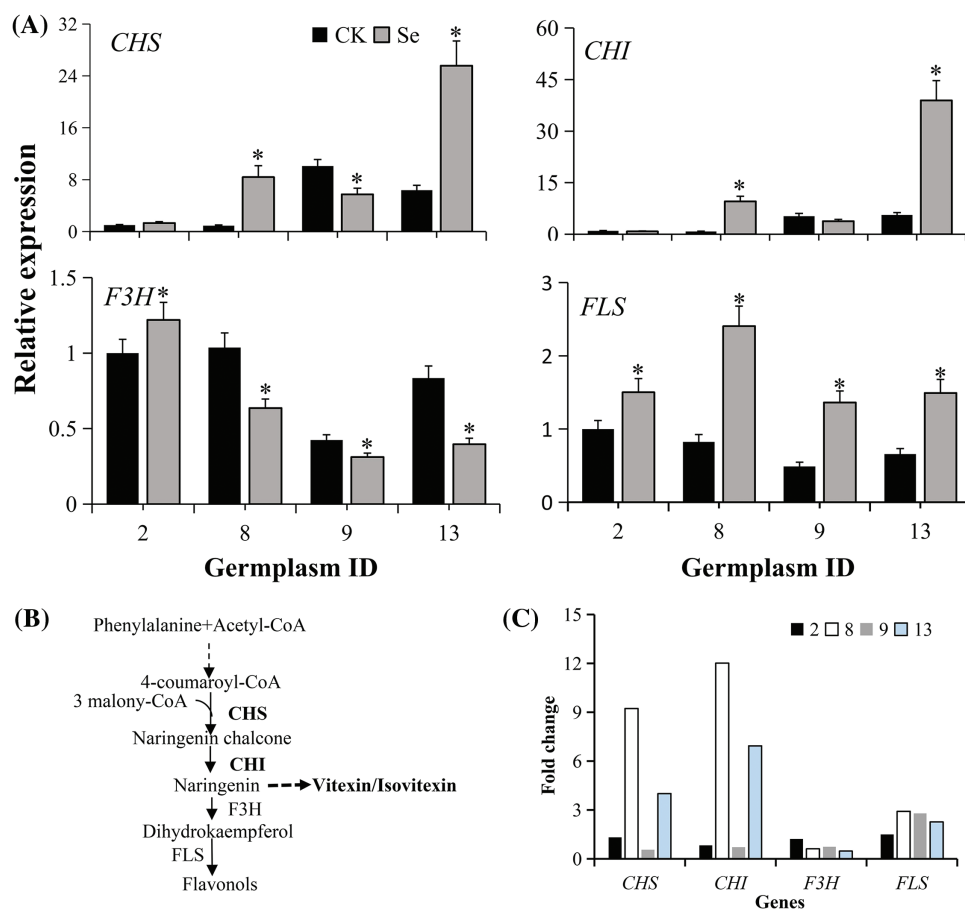 (A)
Relative expression
CHS
CK Se
32
24
16
8
0
* * *
CHI
60
45
30
15
0
* *
F3H
1.5
1
0.5
0
* * * *
2 8 9 13
Germplasm ID
FLS
3
2
1
0
* * * *
2 8 9 13
Germplasm ID
(B)
Phenylalanine+Acetyl-CoA
4-coumaroyl-CoA
3 malony-CoA
CHS
Naringenin chalcone
CHI
Naringenin Vitexin/Isovitexin
F3H
Dihydrokaempferol
FLS
Flavonols
(C)
2 8 9 13
Fold change
15
12
9
6
3
0
CHS CHI F3H FLS
Genes